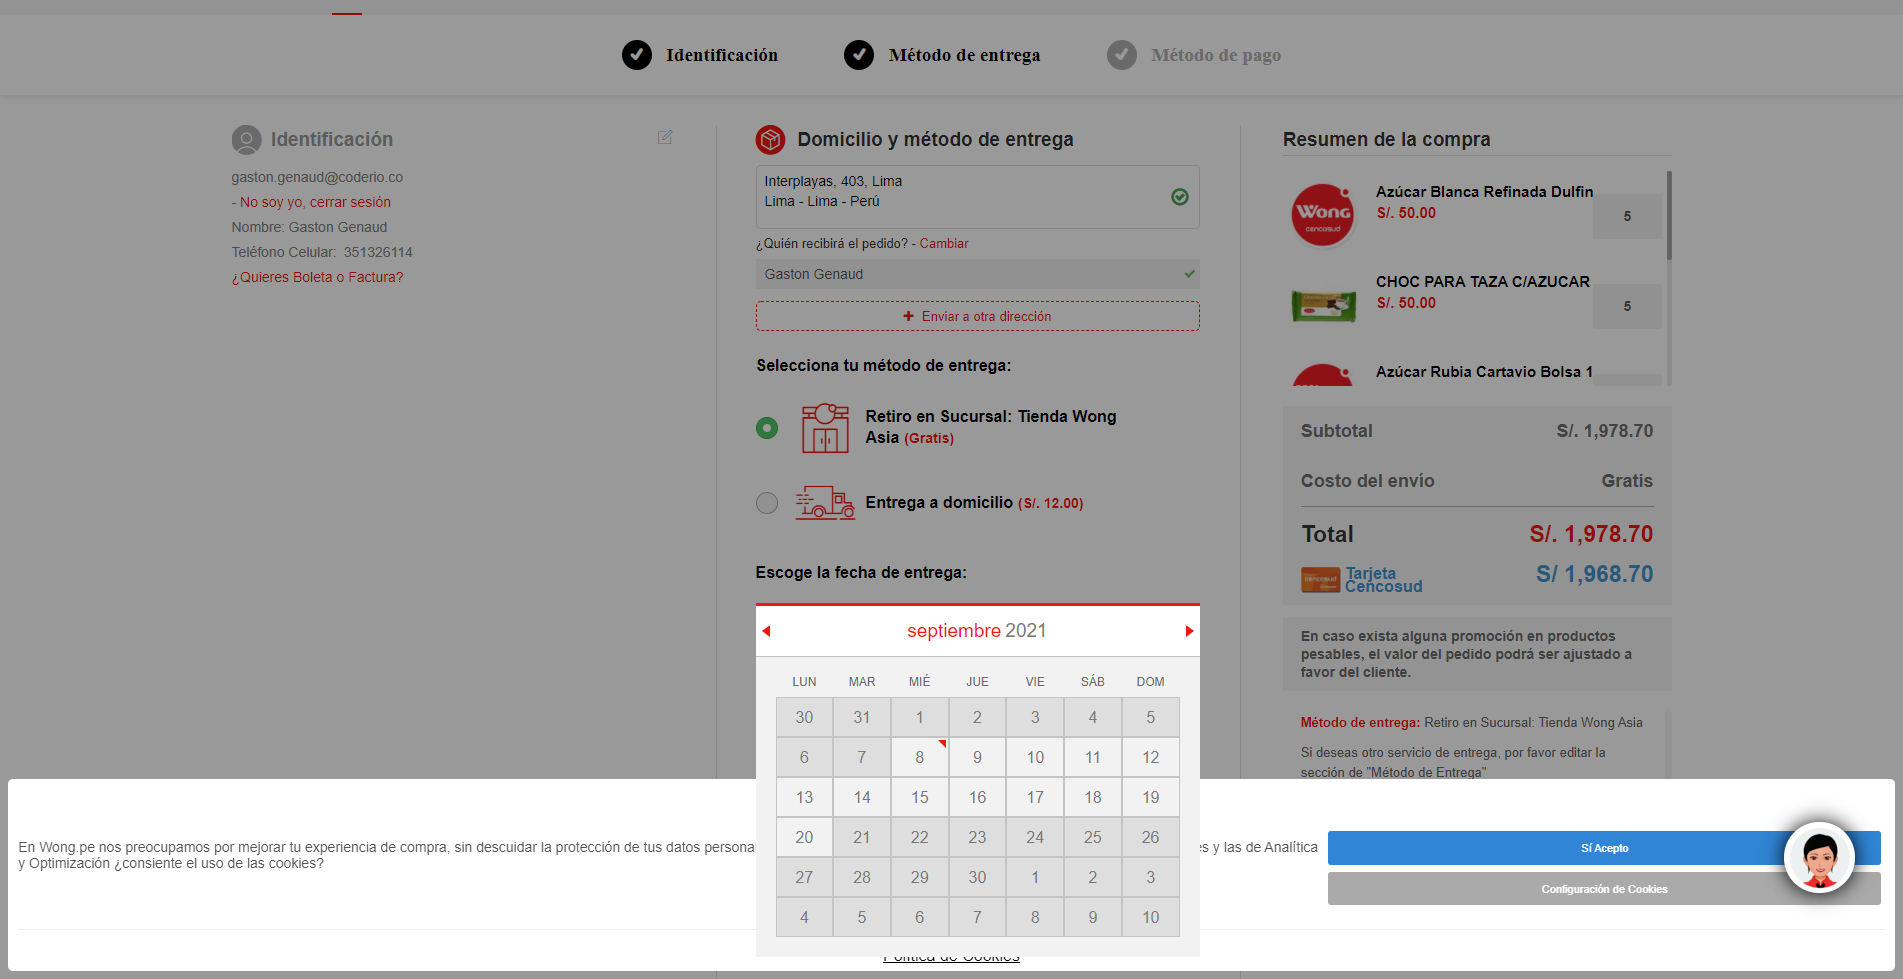 Identificación
Método de entrega
Método de pago
Identificación
gaston.genaud@coderio.co
- No soy yo, cerrar sesión
Nombre: Gaston Genaud
Teléfono Celular: 351326114
¿Quieres Boleta o Factura?
Domicilio y método de entrega
Interplayas, 403, Lima
Lima - Lima - Perú
¿Quién recibirá el pedido? - Cambiar
Gaston Genaud
Enviar a otra dirección
Selecciona tu método de entrega:
Retiro en Sucursal: Tienda Wong
Asia (Gratis)
Entrega a domicilio (S/. 12.00)
Escoge la fecha de entrega:
septiembre 2021
LUN MAR MIÉ JUE VIE SÁB DOM
30 31 1 2 3 4 5
6 7 8 9 10 11 12
13 14 15 16 17 18 19
20 21 22 23 24 25 26
27 28 29 30 1 2 3
4 5 6 7 8 9 10
Resumen de la compra
Wong
cencosud
Azúcar Blanca Refinada Dulfin
S/. 50.00
5
CHOC PARA TAZA C/AZUCAR
S/. 50.00
5
Azúcar Rubia Cartavio Bolsa 1
Subtotal S/. 1,978.70
Costo del envío Gratis
Total S/. 1,978.70
cencosud
Tarjeta
Cencosud
S/ 1,968.70
En caso exista alguna promoción en productos
pesables, el valor del pedido podrá ser ajustado a
favor del cliente.
Método de entrega: Retiro en Sucursal: Tienda Wong Asia
Si deseas otro servicio de entrega, por favor editar la
sección de "Método de Entrega"
En Wong.pe nos preocupamos por mejorar tu experiencia de compra, sin descuidar la protección de tus datos personal
s y las de Analítica
y Optimización ¿consiente el uso de las cookies?
Sí Acepto
Configuración de Cookies
Política de Cookies